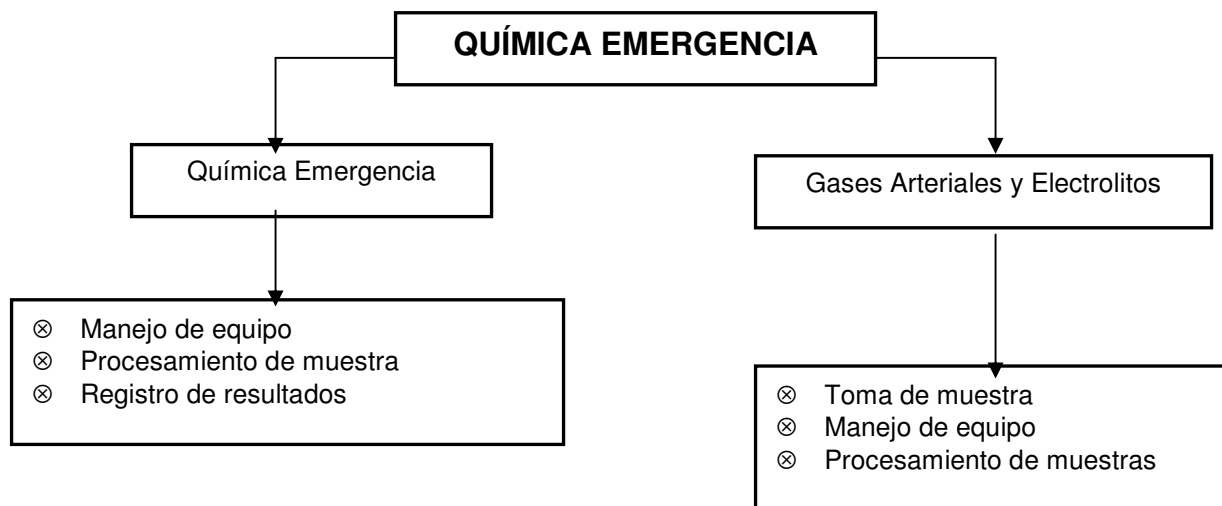 QUÍMICA EMERGENCIA
Química Emergencia
Gases Arteriales y Electrolitos
⊗ Manejo de equipo
⊗ Procesamiento de muestra
⊗ Registro de resultados
⊗ Toma de muestra
⊗ Manejo de equipo
⊗ Procesamiento de muestras